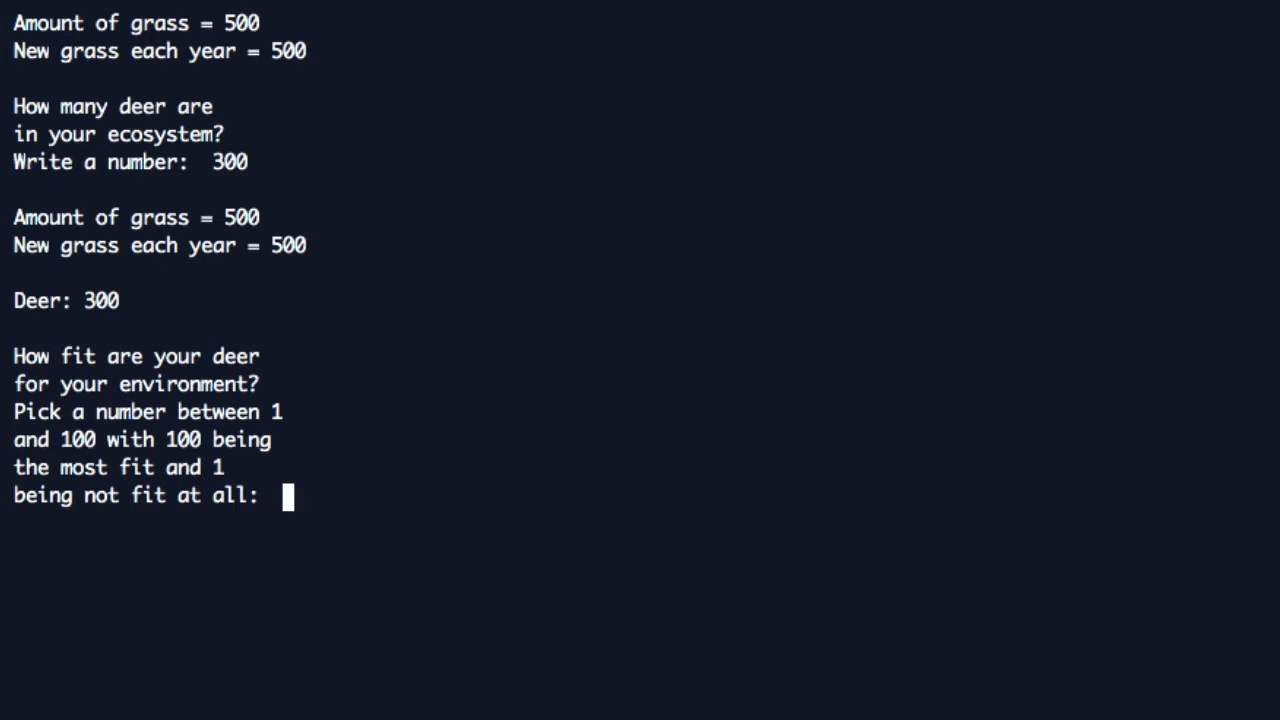 Amount of grass = 500
New grass each year = 500
How many deer are
in your ecosystem?
Write a number:  300
Amount of grass = 500
New grass each year = 500
Deer: 300
How fit are your deer
for your environment?
Pick a number between 1
and 100 with 100 being
the most fit and 1
being not fit at all: